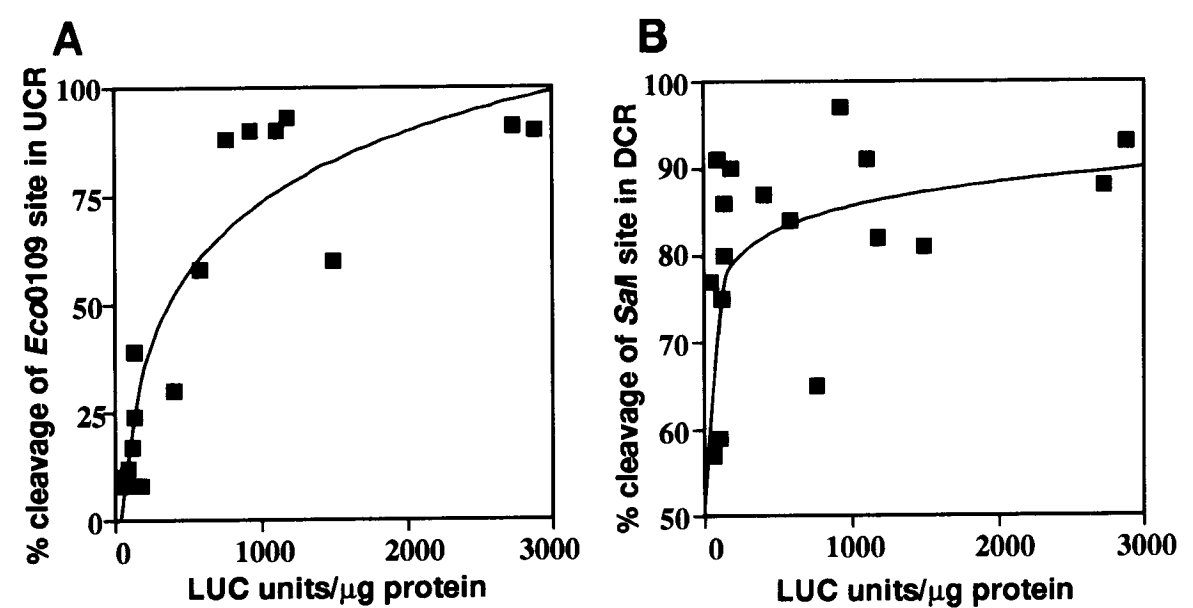 A
% cleavage of Eco0109 site in UCR
100
75
50
25
0
0 1000 2000 3000
LUC units/μg protein
B
% cleavage of SalI site in DCR
100
90
80
70
60
50
0 1000 2000 3000
LUC units/μg protein